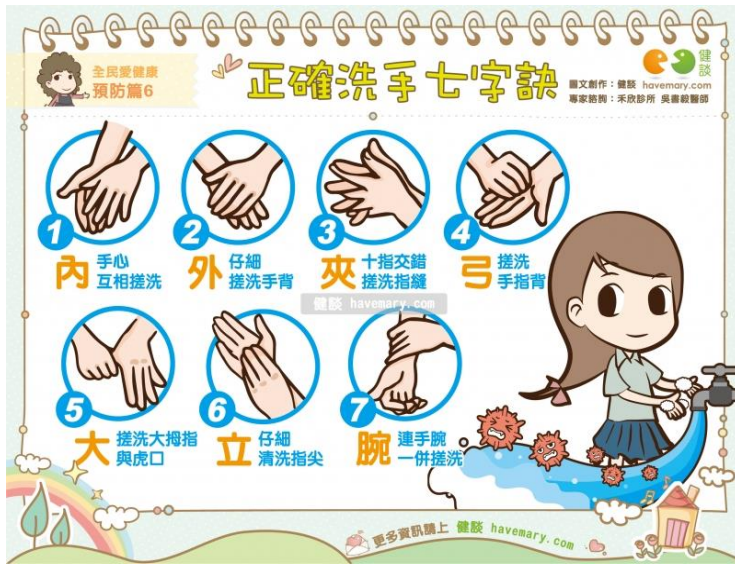 全民愛健康
預防篇6
正確洗手七字訣
健談
圖文創作：健談 havemary.com
專家諮詢：禾欣診所 吳書毅醫師
1
內 手心
互相搓洗
2
外 仔細
搓洗手背
3
夾 十指交錯
搓洗指縫
4
弓 搓洗
手指背
健談 havemary.com
5
大 搓洗大拇指
與虎口
6
立 仔細
清洗指尖
7
腕 連手腕
一併搓洗
更多資訊請上 健談 havemary.com